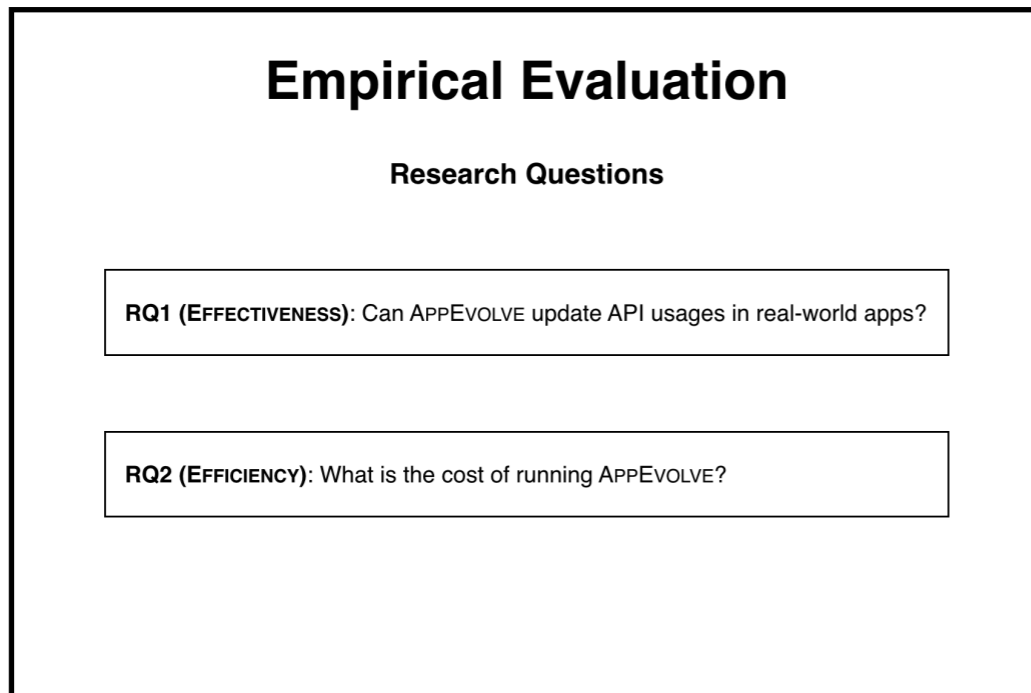 Empirical Evaluation
Research Questions
RQ1 (EFFECTIVENESS): Can APPEVOLVE update API usages in real-world apps?
RQ2 (EFFICIENCY): What is the cost of running APPEVOLVE?